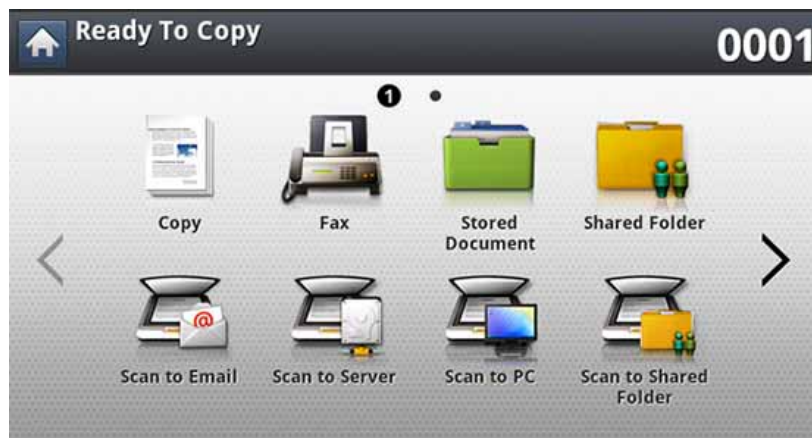 Ready To Copy
0001
1
Copy
Fax
Stored
Document
Shared Folder
Scan to Email
Scan to Server
Scan to PC
Scan to Shared
Folder